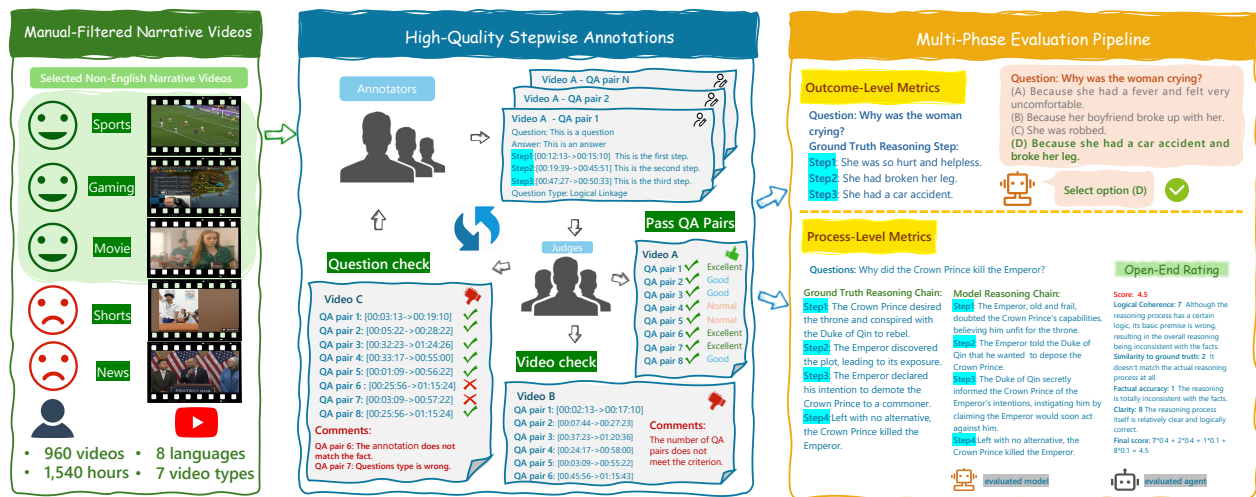 Manual-Filtered Narrative Videos
Selected Non-English Narrative Videos
Sports
Gaming
Movie
Shorts
News
• 960 videos • 8 languages
• 1,540 hours • 7 video types
High-Quality Stepwise Annotations
Annotators
Video A - QA pair N
Video A - QA pair 2
Video A - QA pair 1
Question: This is a question
Answer: This is an answer
Step1:[00:12:13->00:15:10] This is the first step.
Step2:[00:19:39->00:45:51] This is the second step.
Step3:[00:47:27->00:50:33] This is the third step.
Question Type: Logical Linkage
Judges
Question check
Video C
QA pair 1: [00:03:13->00:19:10]
QA pair 2: [00:05:22->00:28:22]
QA pair 3: [00:32:23->01:24:26]
QA pair 4: [00:33:17->00:55:00]
QA pair 5: [00:01:09->00:56:22]
QA pair 6 : [00:25:56->01:15:24]
QA pair 7: [00:03:09->00:57:22]
QA pair 8: [00:25:56->01:15:24]
Comments:
QA pair 6: The annotation does not
match the fact.
QA pair 7: Questions type is wrong.
Video check
Video B
QA pair 1: [00:02:13->00:17:10]
QA pair 2: [00:07:44->00:27:23]
QA pair 3: [00:37:23->01:20:36]
QA pair 4: [00:24:17->00:58:00]
QA pair 5: [00:03:09->00:55:22]
QA pair 6: [00:45:56->01:15:43]
Comments:
The number of QA
pairs does not
meet the criterion.
Pass QA Pairs
Video A
QA pair 1 Excellent
QA pair 2 Good
QA pair 3 Good
QA pair 4 Normal
QA pair 5 Normal
QA pair 6 Excellent
QA pair 7 Excellent
QA pair 8 Good
Multi-Phase Evaluation Pipeline
Outcome-Level Metrics
Question: Why was the woman
crying?
Ground Truth Reasoning Step:
Step1: She was so hurt and helpless.
Step2: She had broken her leg.
Step3: She had a car accident.
Question: Why was the woman crying?
(A) Because she had a fever and felt very
uncomfortable.
(B) Because her boyfriend broke up with her.
(C) She was robbed.
(D) Because she had a car accident and
broke her leg.
Select option (D)
Process-Level Metrics
Questions: Why did the Crown Prince kill the Emperor?
Ground Truth Reasoning Chain:
Step1: The Crown Prince desired
the throne and conspired with
the Duke of Qin to rebel.
Step2: The Emperor discovered
the plot, leading to its exposure.
Step3: The Emperor declared
his intention to demote the
Crown Prince to a commoner.
Step4:Left with no alternative,
the Crown Prince killed the
Emperor.
Model Reasoning Chain:
Step1: The Emperor, old and frail,
doubted the Crown Prince's capabilities,
believing him unfit for the throne.
Step2: The Emperor told the Duke of
Qin that he wanted to depose the
Crown Prince.
Step3: The Duke of Qin secretly
informed the Crown Prince of the
Emperor's intentions, instigating him by
claiming the Emperor would soon act
against him.
Step4:Left with no alternative, the
Crown Prince killed the Emperor.
evaluated model
Open-End Rating
Score: 4.5
Logical Coherence: 7 Although the
reasoning process has a certain
logic, its basic premise is wrong,
resulting in the overall reasoning
being inconsistent with the facts.
Similarity to ground truth: 2 It
doesn't match the actual reasoning
process at all.
Factual accuracy: 1 The reasoning
is totally inconsistent with the facts.
Clarity: 8 The reasoning process
itself is relatively clear and logically
correct.
Final score: 7*0.4 + 2*0.4 + 1*0.1 +
8*0.1 = 4.5
evaluated agent